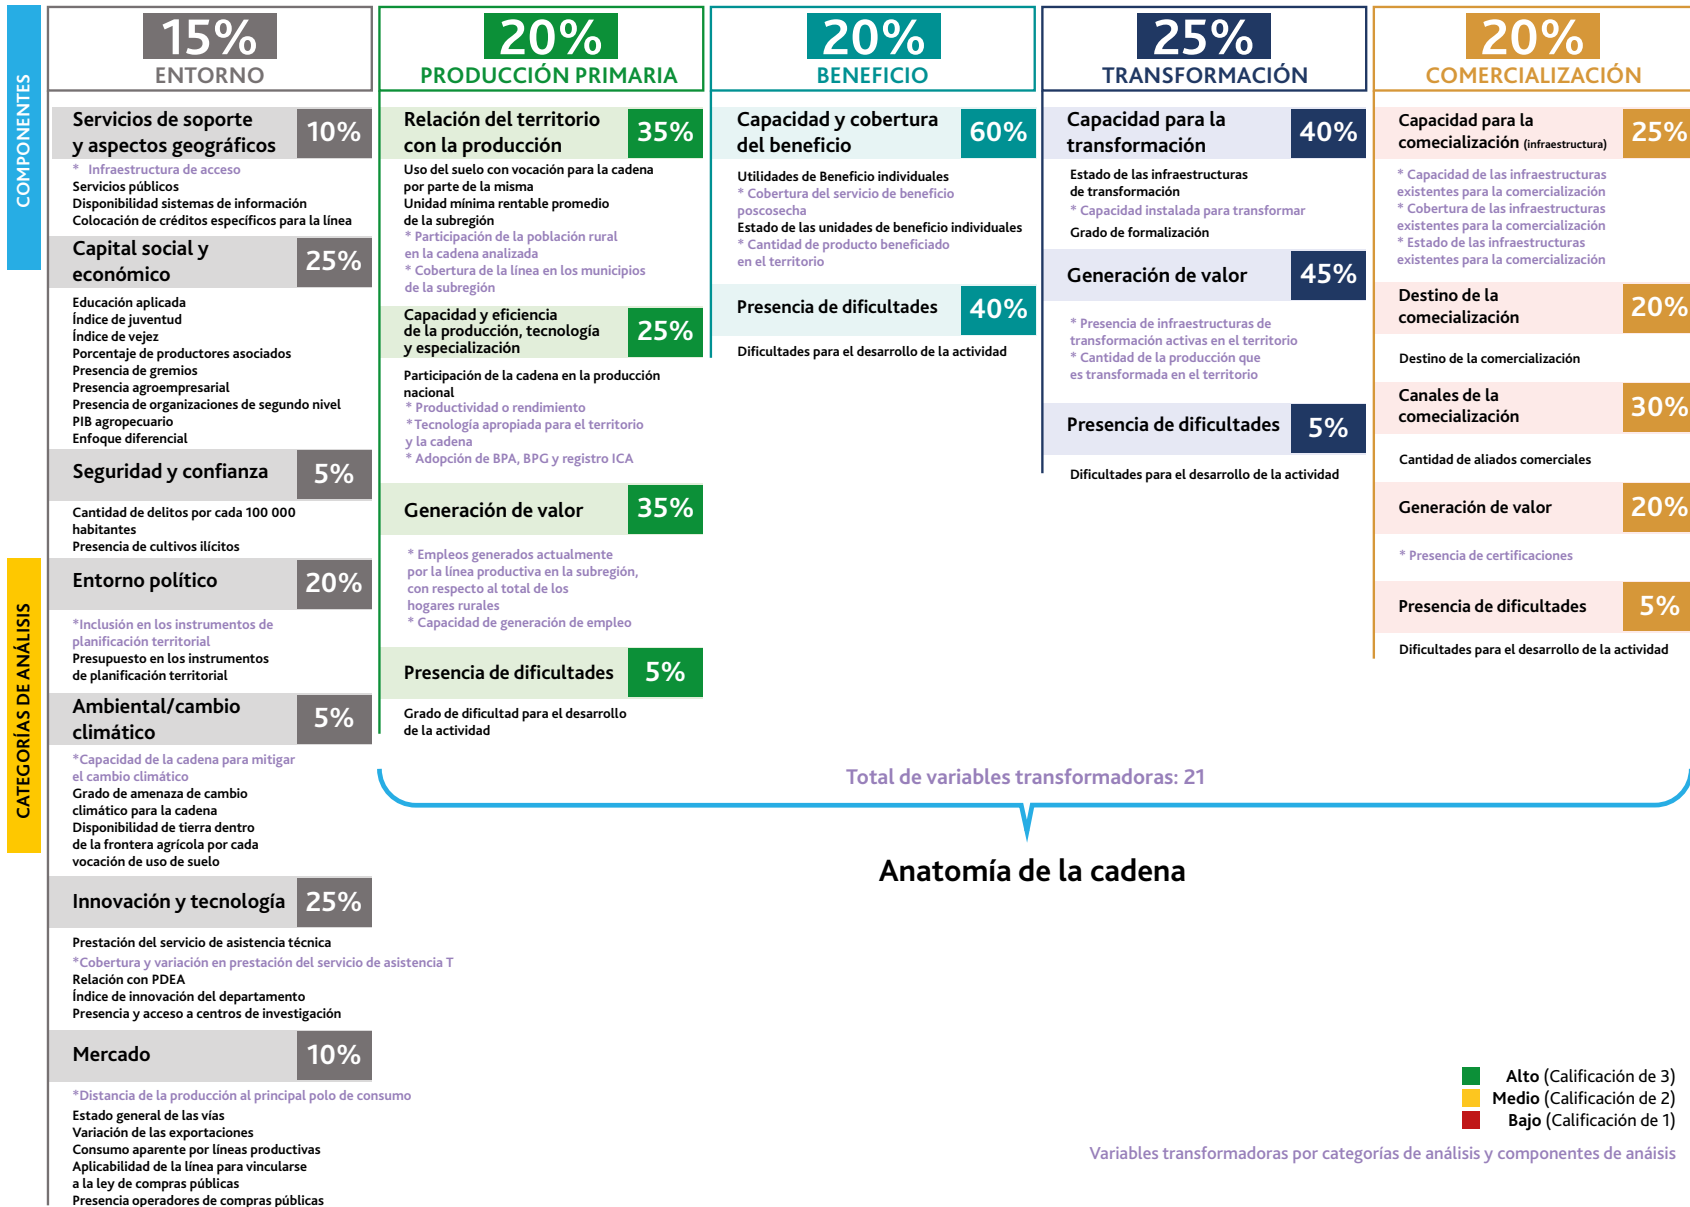 COMPONENTES
CATEGORÍAS DE ANÁLISIS
15%
ENTORNO
Servicios de soporte
y aspectos geográficos
10%
* Infraestructura de acceso
Servicios públicos
Disponibilidad sistemas de información
Colocación de créditos específicos para la línea
Capital social y
económico
25%
Educación aplicada
Índice de juventud
Índice de vejez
Porcentaje de productores asociados
Presencia de gremios
Presencia agroempresarial
Presencia de organizaciones de segundo nivel
PIB agropecuario
Enfoque diferencial
Seguridad y confianza
5%
Cantidad de delitos por cada 100 000
habitantes
Presencia de cultivos ilícitos
Entorno político
20%
*Inclusión en los instrumentos de
planificación territorial
Presupuesto en los instrumentos
de planificación territorial
Ambiental/cambio
climático
5%
*Capacidad de la cadena para mitigar
el cambio climático
Grado de amenaza de cambio
climático para la cadena
Disponibilidad de tierra dentro
de la frontera agrícola por cada
vocación de uso de suelo
Innovación y tecnología
25%
Prestación del servicio de asistencia técnica
*Cobertura y variación en prestación del servicio de asistencia T
Relación con PDEA
Índice de innovación del departamento
Presencia y acceso a centros de investigación
Mercado
10%
*Distancia de la producción al principal polo de consumo
Estado general de las vías
Variación de las exportaciones
Consumo aparente por líneas productivas
Aplicabilidad de la línea para vincularse
a la ley de compras públicas
Presencia operadores de compras públicas
20%
PRODUCCIÓN PRIMARIA
Relación del territorio
con la producción
35%
Uso del suelo con vocación para la cadena
por parte de la misma
Unidad mínima rentable promedio
de la subregión
* Participación de la población rural
en la cadena analizada
* Cobertura de la línea en los municipios
de la subregión
Capacidad y eficiencia
de la producción, tecnología
y especialización
25%
Participación de la cadena en la producción
nacional
* Productividad o rendimiento
*Tecnología apropiada para el territorio
y la cadena
* Adopción de BPA, BPG y registro ICA
Generación de valor
35%
* Empleos generados actualmente
por la línea productiva en la subregión,
con respecto al total de los
hogares rurales
* Capacidad de generación de empleo
Presencia de dificultades
5%
Grado de dificultad para el desarrollo
de la actividad
20%
BENEFICIO
Capacidad y cobertura
del beneficio
60%
Utilidades de Beneficio individuales
* Cobertura del servicio de beneficio
poscosecha
Estado de las unidades de beneficio individuales
* Cantidad de producto beneficiado
en el territorio
Presencia de dificultades
40%
Dificultades para el desarrollo de la actividad
25%
TRANSFORMACIÓN
Capacidad para la
transformación
40%
Estado de las infraestructuras
de transformación
* Capacidad instalada para transformar
Grado de formalización
Generación de valor
45%
* Presencia de infraestructuras de
transformación activas en el territorio
* Cantidad de la producción que
es transformada en el territorio
Presencia de dificultades
5%
Dificultades para el desarrollo de la actividad
20%
COMERCIALIZACIÓN
Capacidad para la
comecialización (infraestructura)
25%
* Capacidad de las infraestructuras
existentes para la comercialización
* Cobertura de las infraestructuras
existentes para la comercialización
* Estado de las infraestructuras
existentes para la comercialización
Destino de la
comecialización
20%
Destino de la comercialización
Canales de la
comecialización
30%
Cantidad de aliados comerciales
Generación de valor
20%
* Presencia de certificaciones
Presencia de dificultades
5%
Dificultades para el desarrollo de la actividad
Total de variables transformadoras: 21
Anatomía de la cadena
Alto (Calificación de 3)
Medio (Calificación de 2)
Bajo (Calificación de 1)
Variables transformadoras por categorías de análisis y componentes de anáisis